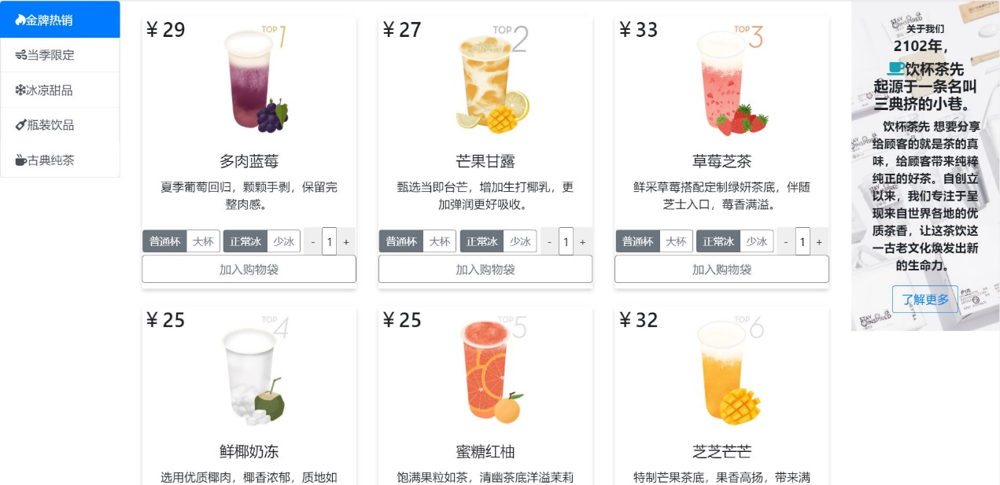 金牌热销
当季限定
冰凉甜品
瓶装饮品
古典纯茶
¥ 29
TOP 1
多肉蓝莓
夏季葡萄回归，颗颗手剥，保留完
整肉感。
普通杯 大杯 正常冰 少冰 - 1 +
加入购物袋
¥ 27
TOP 2
芒果甘露
甄选当即台芒，增加生打椰乳，更
加弹润更好吸收。
普通杯 大杯 正常冰 少冰 - 1 +
加入购物袋
¥ 33
TOP 3
草莓芝茶
鲜采草莓搭配定制绿妍茶底，伴随
芝士入口，莓香满溢。
普通杯 大杯 正常冰 少冰 - 1 +
加入购物袋
¥ 25
TOP 4
鲜椰奶冻
选用优质椰肉，椰香浓郁，质地如
¥ 25
TOP 5
蜜糖红柚
饱满果粒如茶，清幽茶底洋溢茉莉
¥ 32
TOP 6
芝芝芒芒
特制芒果茶底，果香高扬，带来满
关于我们
2102年，
饮杯茶先
起源于一条名叫
三典挤的小巷。
饮杯茶先 想要分享
给顾客的就是茶的真
味，给顾客带来纯粹
纯正的好茶。自创立
以来，我们专注于呈
现来自世界各地的优
质茶香，让这茶饮这
一古老文化焕发出新
的生命力。
了解更多
STAY
INSPIRED